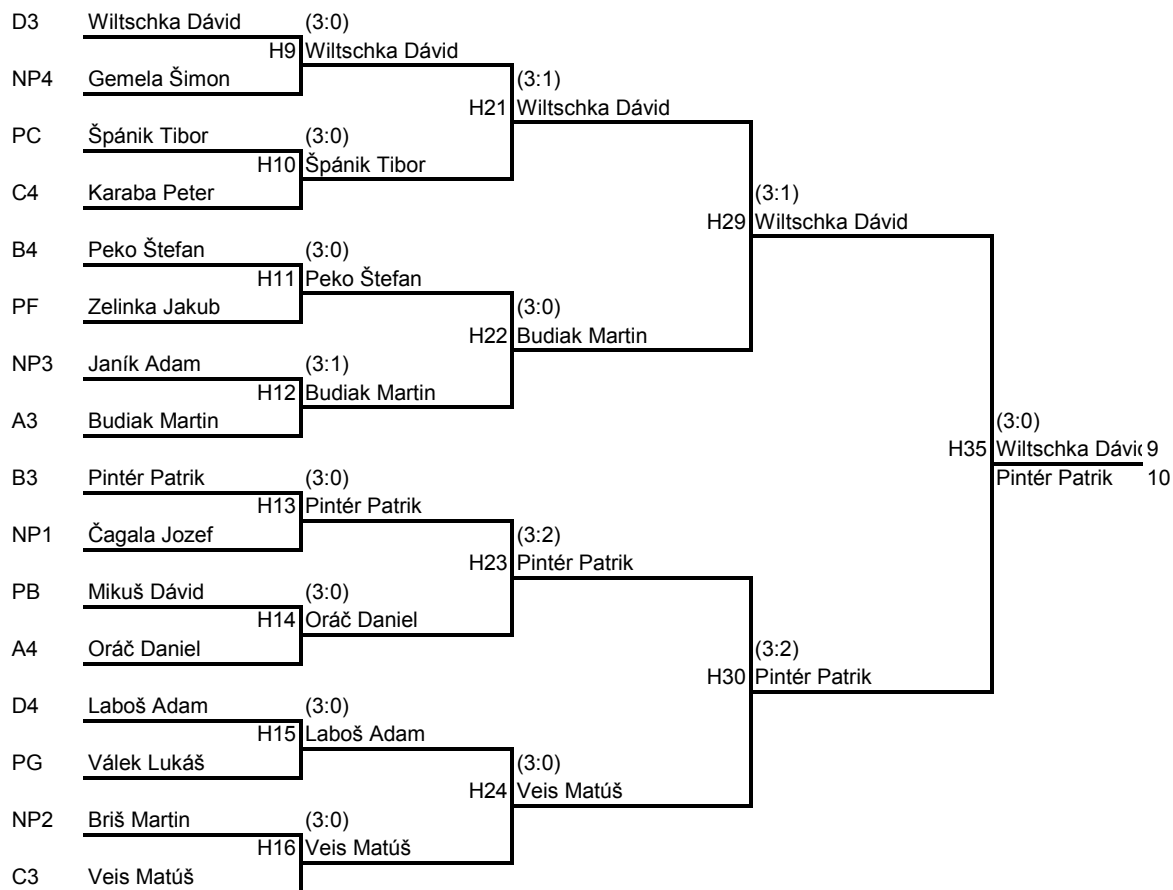 D3 Wiltschka Dávid (3:0)
H9 Wiltschka Dávid
NP4 Gemela Šimon (3:1)
H21 Wiltschka Dávid
PC Špánik Tibor (3:0)
H10 Špánik Tibor
C4 Karaba Peter (3:1)
H29 Wiltschka Dávid
B4 Peko Štefan (3:0)
H11 Peko Štefan
PF Zelinka Jakub (3:0)
H22 Budiak Martin
NP3 Janík Adam (3:1)
H12 Budiak Martin
A3 Budiak Martin (3:0)
H35 Wiltschka Dávi 9
B3 Pintér Patrik (3:0) Pintér Patrik 10
H13 Pintér Patrik
NP1 Čagala Jozef (3:2)
H23 Pintér Patrik
PB Mikuš Dávid (3:0)
H14 Oráč Daniel
A4 Oráč Daniel (3:2)
H30 Pintér Patrik
D4 Laboš Adam (3:0)
H15 Laboš Adam
PG Válek Lukáš (3:0)
H24 Veis Matúš
NP2 Briš Martin (3:0)
H16 Veis Matúš
C3 Veis Matúš